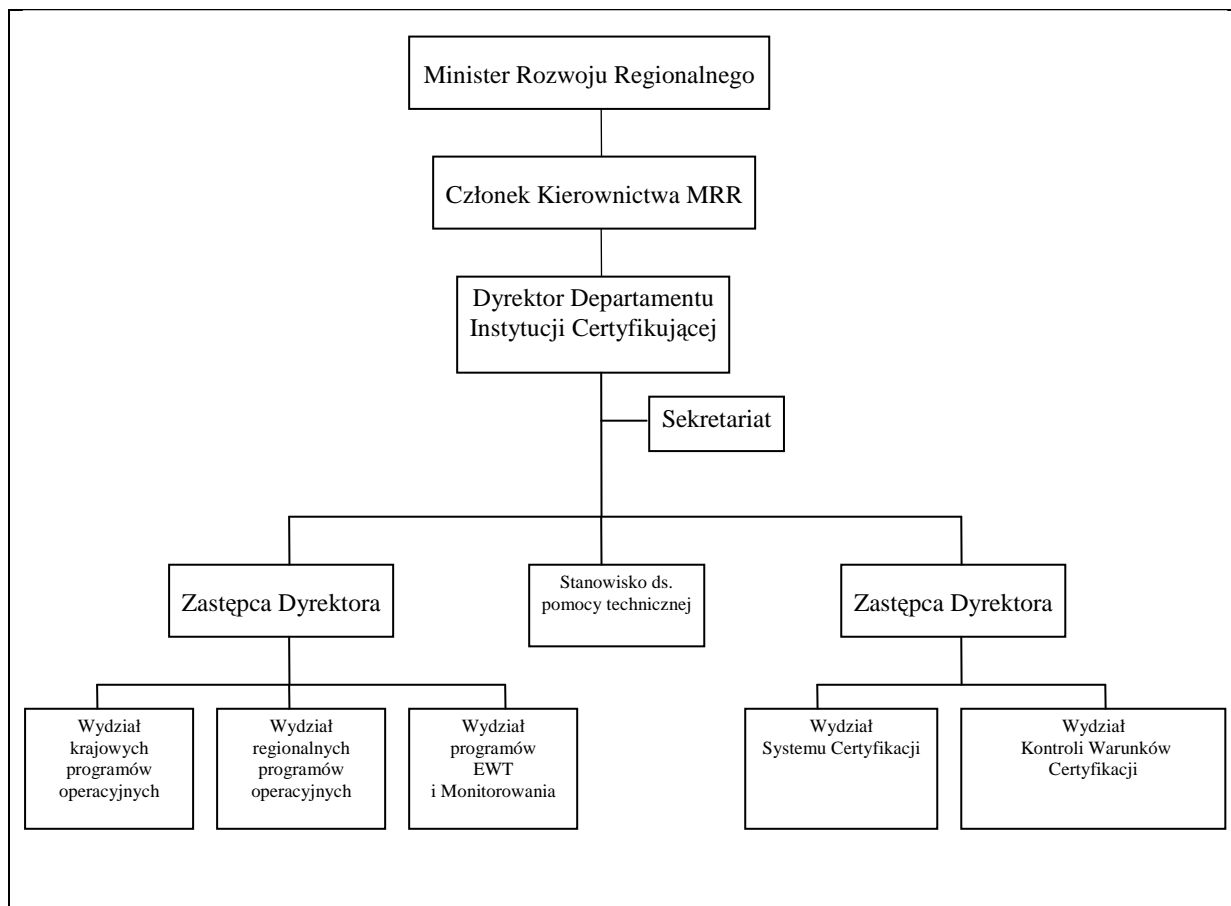 Minister Rozwoju Regionalnego
Członek Kierownictwa MRR
Dyrektor Departamentu
Instytucji Certyfikującej
Sekretariat
Zastępca Dyrektora
Stanowisko ds.
pomocy technicznej
Zastępca Dyrektora
Wydział
krajowych
programów
operacyjnych
Wydział
regionalnych
programów
operacyjnych
Wydział
programów
EWT
i Monitorowania
Wydział
Systemu Certyfikacji
Wydział
Kontroli Warunków
Certyfikacji